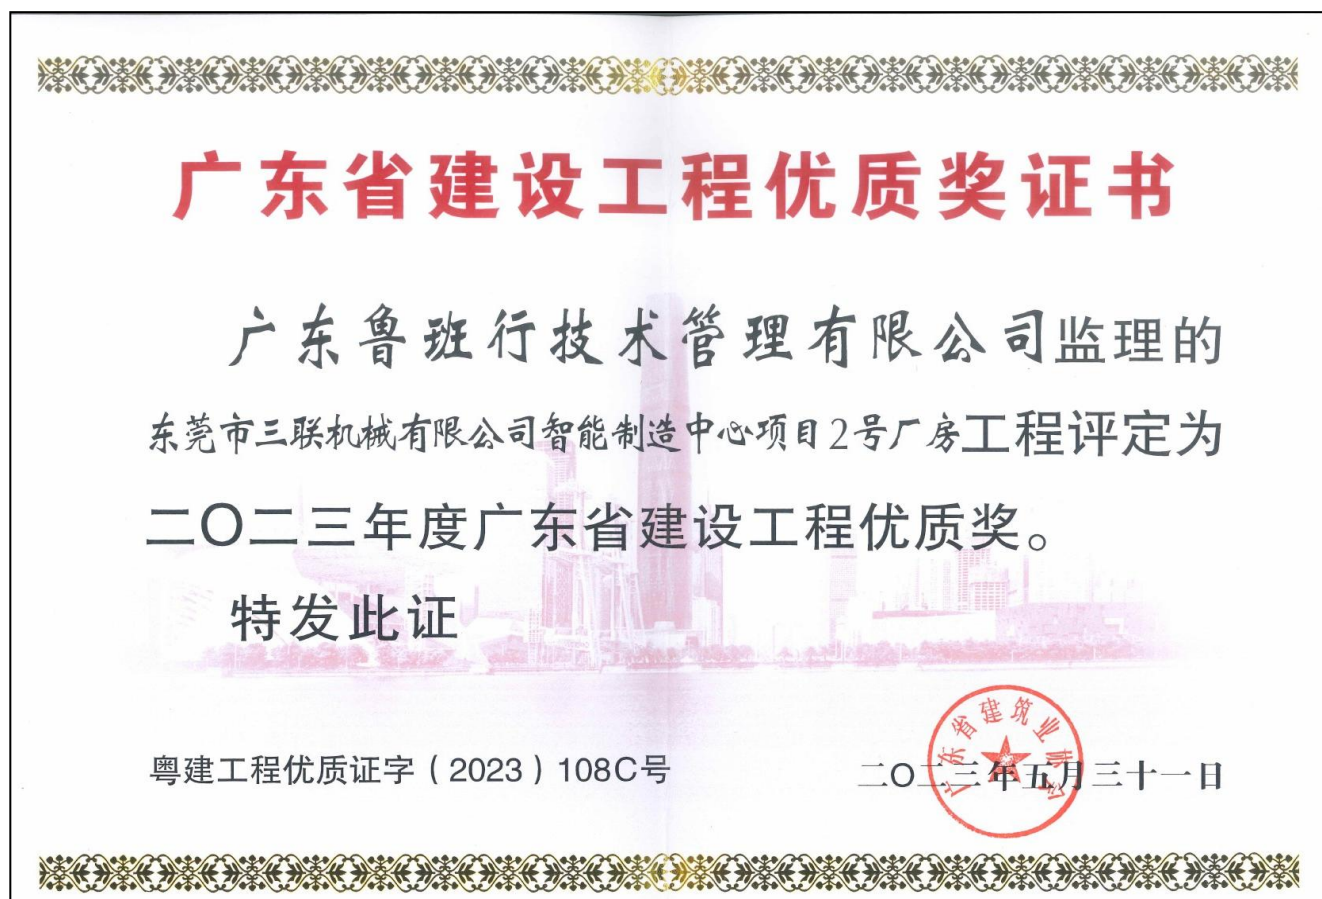 广东省建设工程优质奖证书
广东鲁班行技术管理有限公司监理的
东莞市三联机械有限公司智能制造中心项目2号厂房工程评定为
二〇二三年度广东省建设工程优质奖。
特发此证
广东省建筑业协会
粤建工程优质证字（2023）108C号
二〇二三年五月三十一日